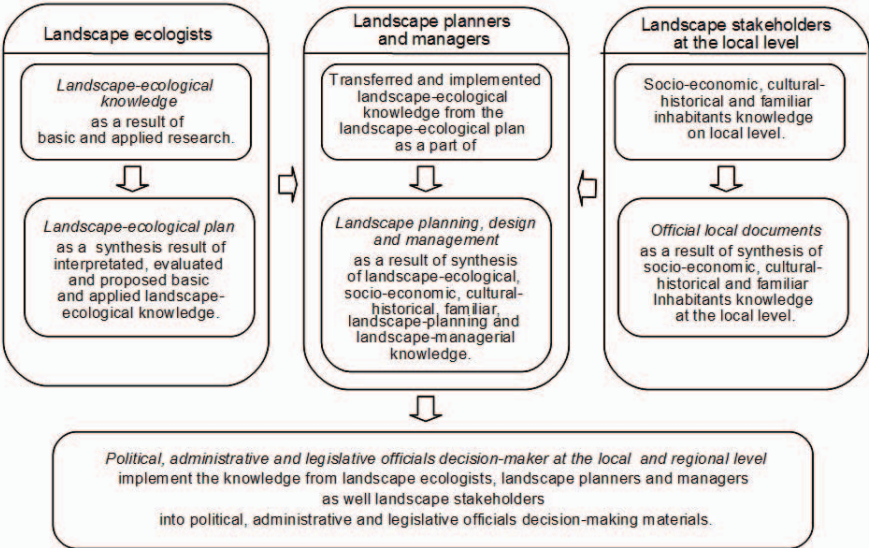 Landscape ecologists
Landscape-ecological
knowledge
as a result of
basic and applied research.
Landscape-ecological plan
as a synthesis result of
interpretated, evaluated
and proposed basic
and applied landscape-
ecological knowledge.
Landscape planners
and managers
Transferred and implemented
landscape-ecological
knowledge from the
landscape-ecological plan
as a part of
Landscape planning, design
and management
as a result of synthesis
of landscape-ecological,
socio-economic, cultural-
historical, familiar,
landscape-planning and
landscape-managerial
knowledge.
Landscape stakeholders
at the local level
Socio-economic, cultural-
historical and familiar
inhabitants knowledge
on local level.
Official local documents
as a result of synthesis of
socio-economic, cultural-
historical and familiar
Inhabitants knowledge
at the local level.
Political, administrative and legislative officials decision-maker at the local and regional level
implement the knowledge from landscape ecologists, landscape planners and managers
as well landscape stakeholders
into political, administrative and legislative officials decision-making materials.